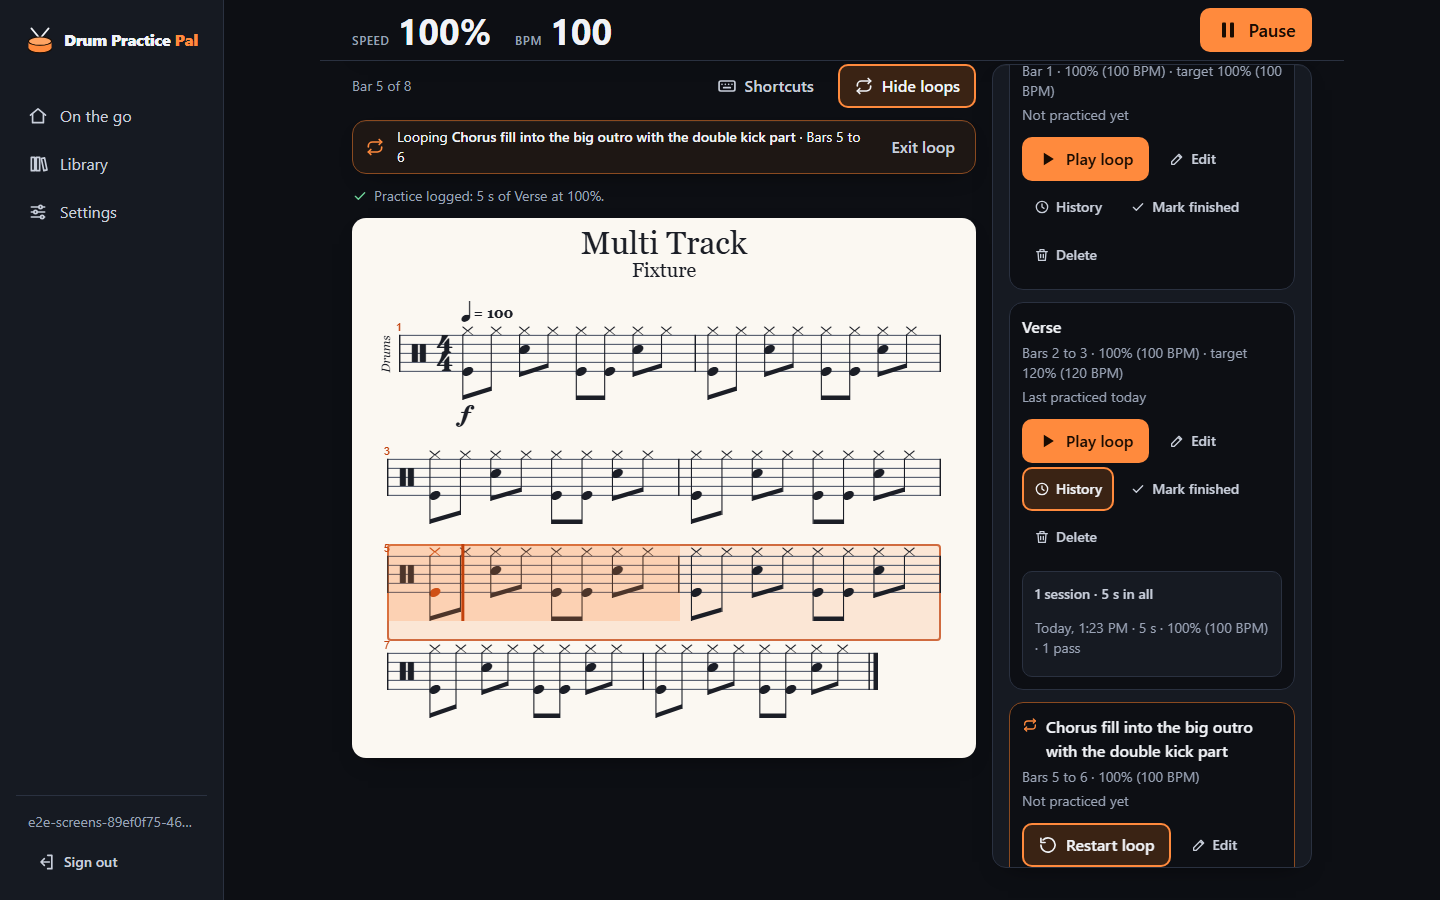 Drum Practice Pal
On the go
Library
Settings
e2e-screens-89ef0f75-46...
Sign out
SPEED 100% BPM 100
Pause
Bar 5 of 8
Shortcuts
Hide loops
Looping Chorus fill into the big outro with the double kick part · Bars 5 to
6
Exit loop
Practice logged: 5 s of Verse at 100%.
Multi Track
Fixture
= 100
1
Drums
4
4
f
3
5
7
Bar 1 · 100% (100 BPM) · target 100% (100
BPM)
Not practiced yet
Play loop
Edit
History
Mark finished
Delete
Verse
Bars 2 to 3 · 100% (100 BPM) · target
120% (120 BPM)
Last practiced today
Play loop
Edit
History
Mark finished
Delete
1 session · 5 s in all
Today, 1:23 PM · 5 s · 100% (100 BPM)
· 1 pass
Chorus fill into the big outro
with the double kick part
Bars 5 to 6 · 100% (100 BPM)
Not practiced yet
Restart loop
Edit